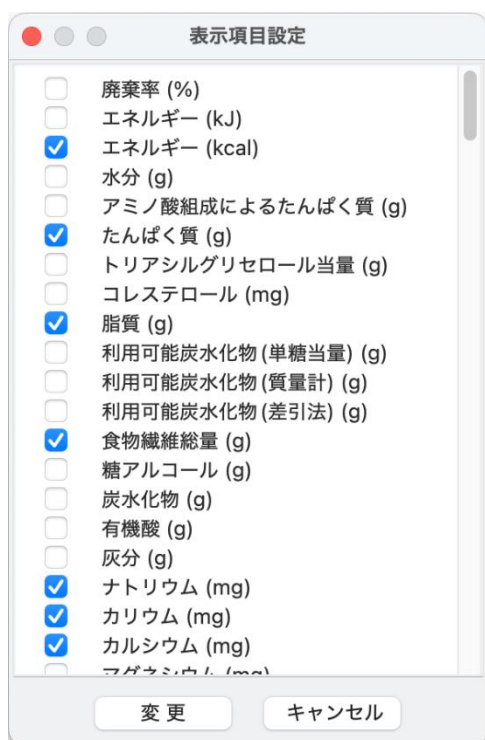 表示項目設定
廃棄率 (%)
エネルギー (kJ)
エネルギー (kcal)
水分 (g)
アミノ酸組成によるたんぱく質 (g)
たんぱく質 (g)
トリアシルグリセロール当量 (g)
コレステロール (mg)
脂質 (g)
利用可能炭水化物(単糖当量) (g)
利用可能炭水化物(質量計) (g)
利用可能炭水化物(差引法) (g)
食物繊維総量 (g)
糖アルコール (g)
炭水化物 (g)
有機酸 (g)
灰分 (g)
ナトリウム (mg)
カリウム (mg)
カルシウム (mg)
マグネシウム (mg)
変 更 キャンセル